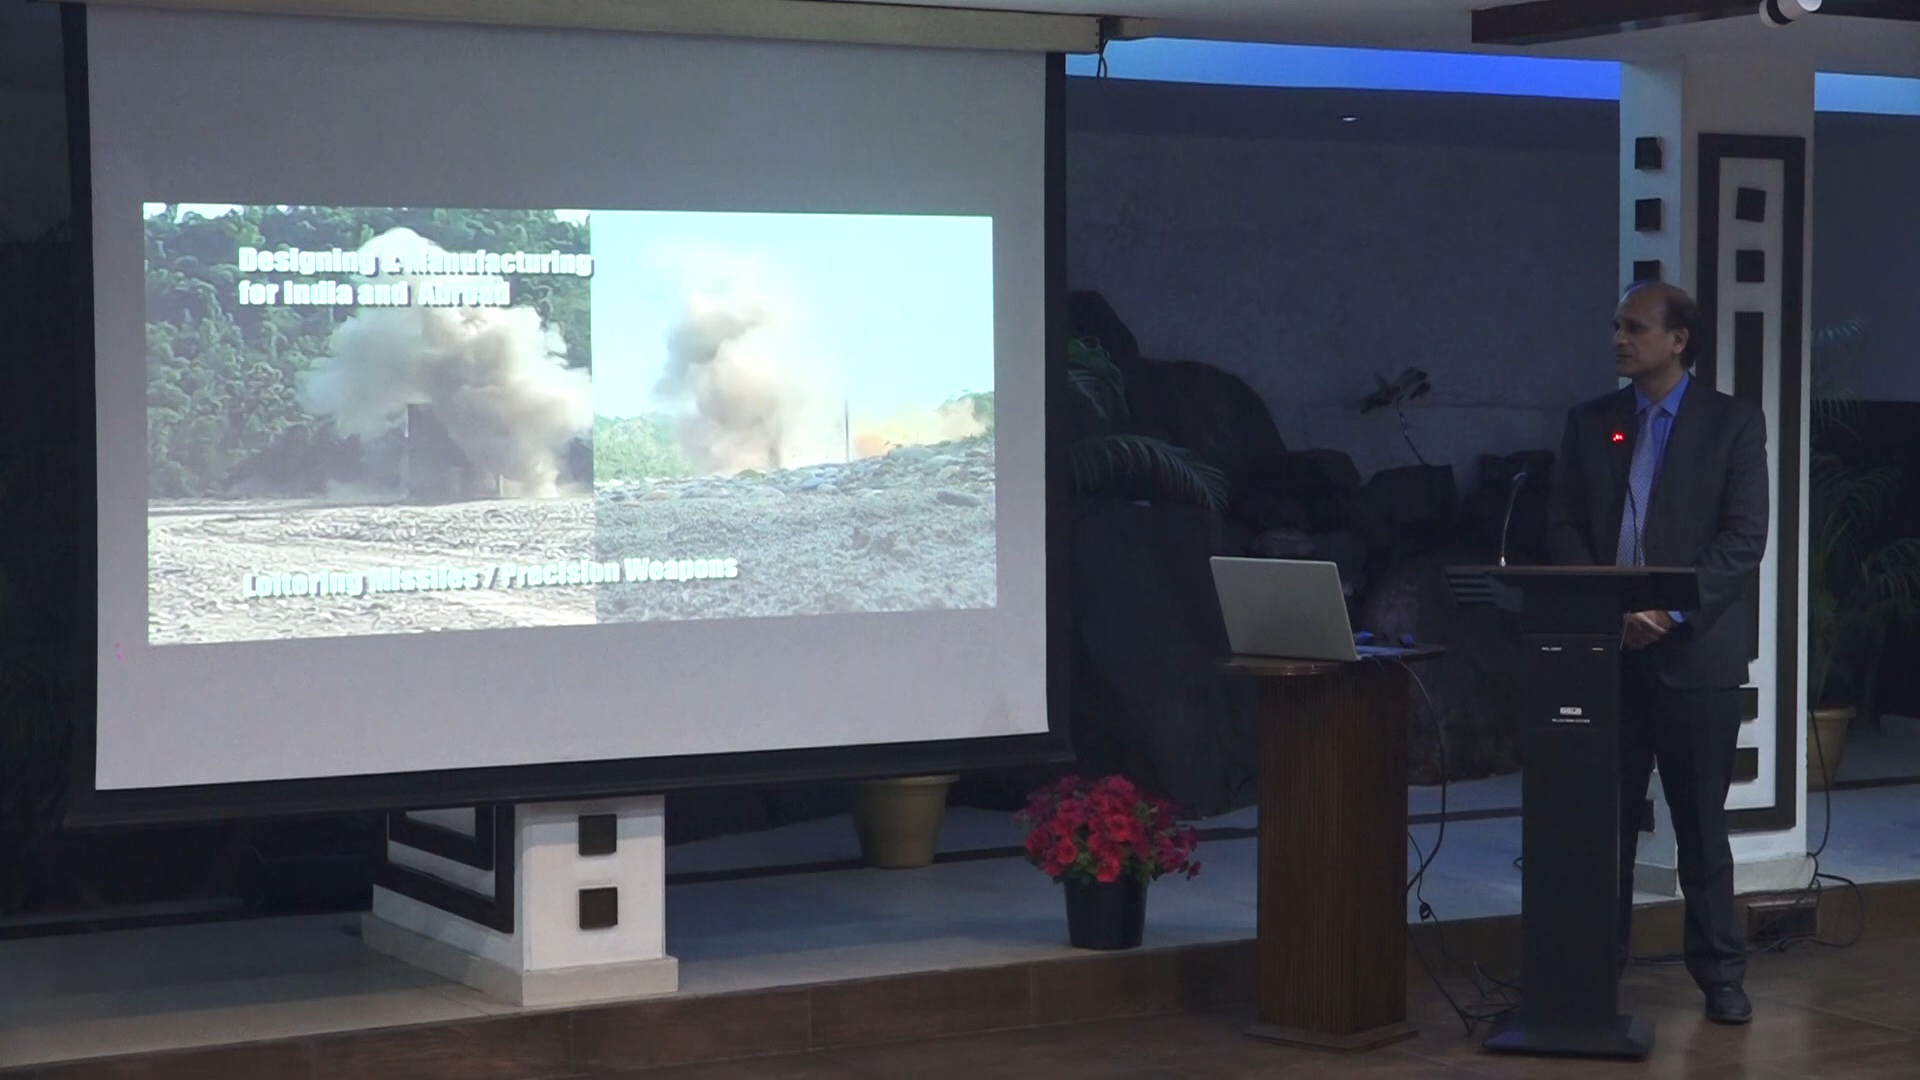 Designing & Manufacturing
for India and Abroad
Loitering Missiles / Precision Weapons